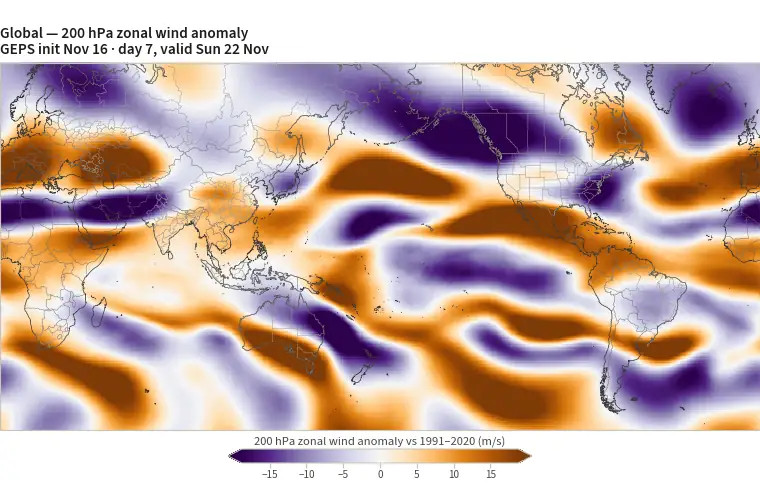 Global — 200 hPa zonal wind anomaly
GEPS init Nov 16 · day 7, valid Sun 22 Nov
200 hPa zonal wind anomaly vs 1991−2020 (m/s)
−15 −10 −5 0 5 10 15